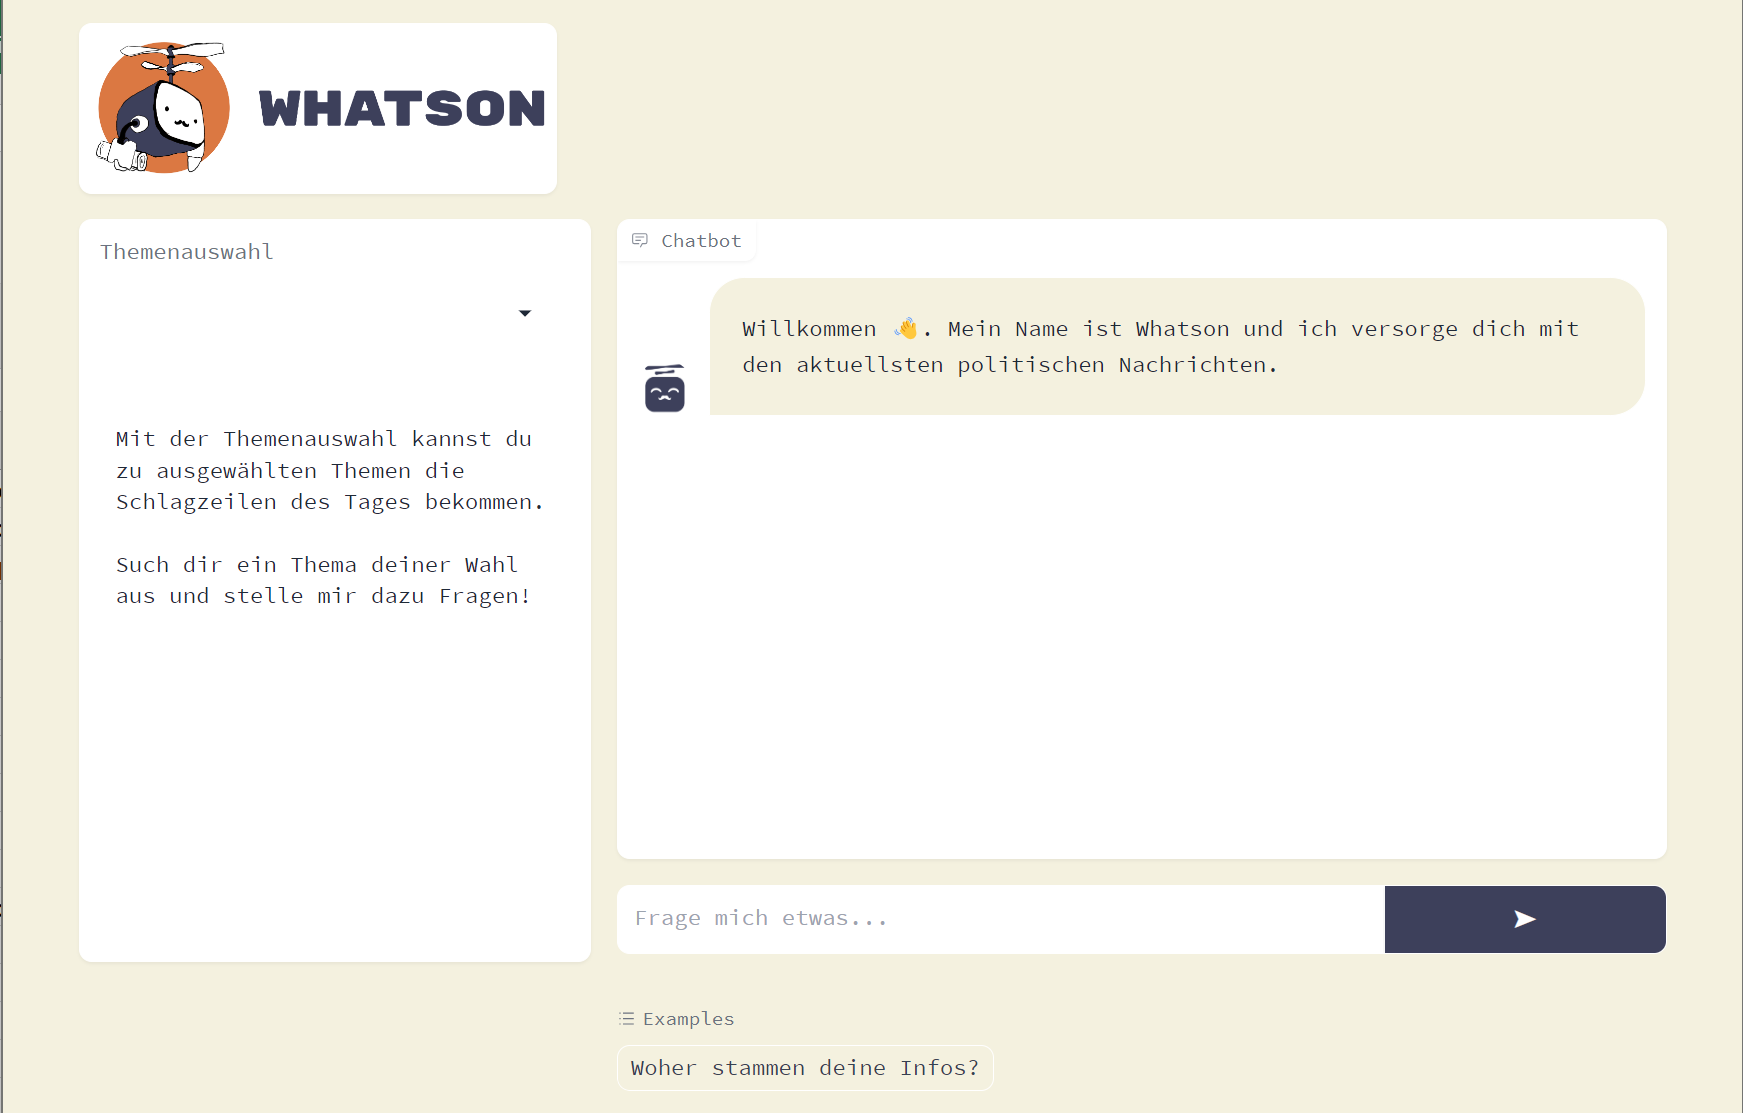 WHATSON
Themenauswahl
Mit der Themenauswahl kannst du
zu ausgewählten Themen die
Schlagzeilen des Tages bekommen.
Such dir ein Thema deiner Wahl
aus und stelle mir dazu Fragen!
Chatbot
Willkommen 👋. Mein Name ist Whatson und ich versorge dich mit
den aktuellsten politischen Nachrichten.
Frage mich etwas...
Examples
Woher stammen deine Infos?